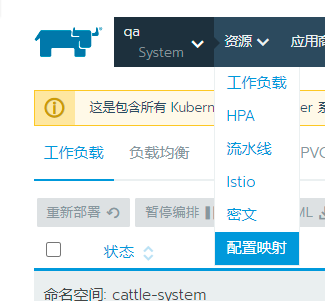 qa
System
资源
应用商
这是包含所有 Kubern
er 系
工作负载
HPA
流水线
Istio
密文
配置映射
工作负载
负载均衡
PVC
重新部署
暂停编排
ML
状态
命名空间: cattle-system